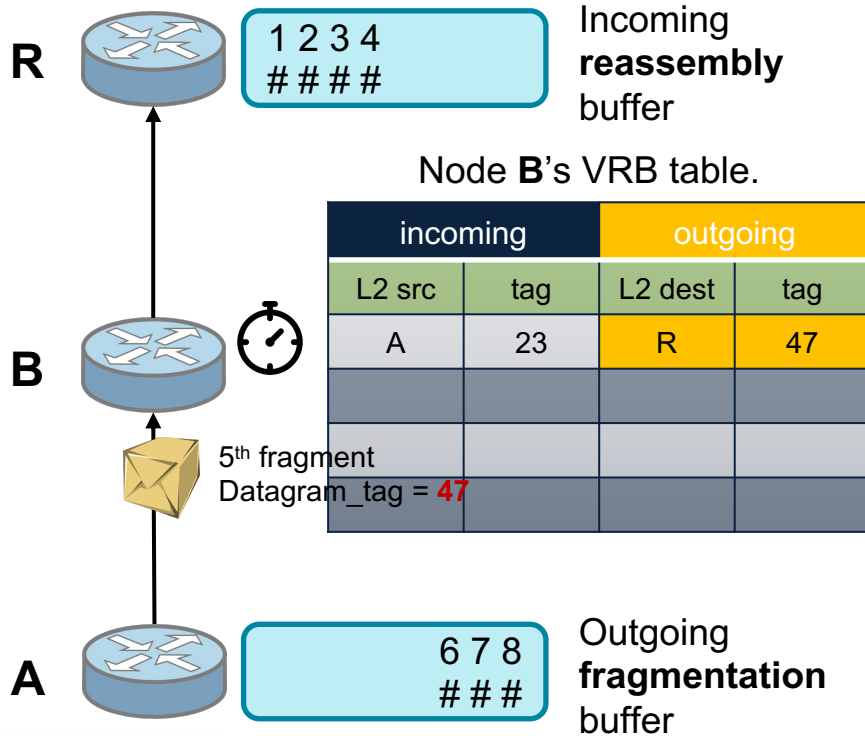 R
1 2 3 4
# # # #
Incoming
reassembly
buffer
Node B's VRB table.
incoming outgoing
L2 src tag L2 dest tag
A 23 R 47
B
5th fragment
Datagram_tag = 47
A
6 7 8
# # #
Outgoing
fragmentation
buffer